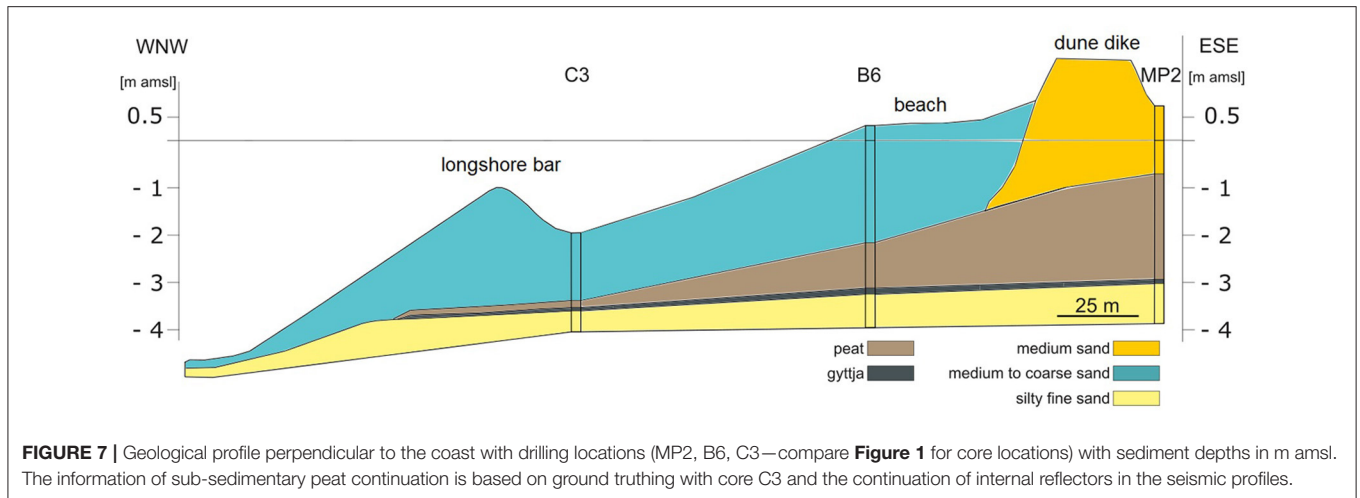 WNW
dune dike
ESE
[m amsl]
C3
B6
MP2
[m amsl]
0.5
beach
0.5
longshore bar
- 1
- 1
- 2
- 2
- 3
- 3
25 m
- 4
- 4
peat
medium sand
gyttja
medium to coarse sand
silty fine sand
FIGURE 7 | Geological profile perpendicular to the coast with drilling locations (MP2, B6, C3—compare Figure 1 for core locations) with sediment depths in m amsl.
The information of sub-sedimentary peat continuation is based on ground truthing with core C3 and the continuation of internal reflectors in the seismic profiles.